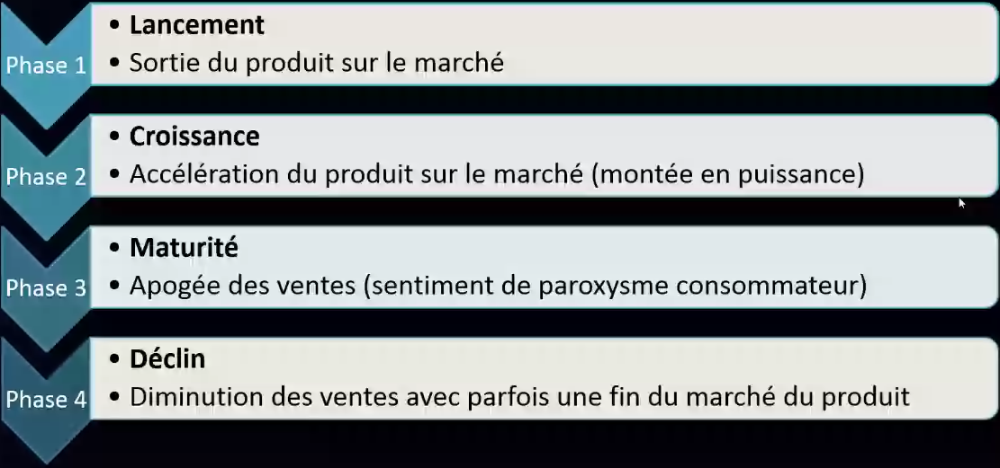 Phase 1
• Lancement
• Sortie du produit sur le marché
Phase 2
• Croissance
• Accélération du produit sur le marché (montée en puissance)
Phase 3
• Maturité
• Apogée des ventes (sentiment de paroxysme consommateur)
Phase 4
• Déclin
• Diminution des ventes avec parfois une fin du marché du produit